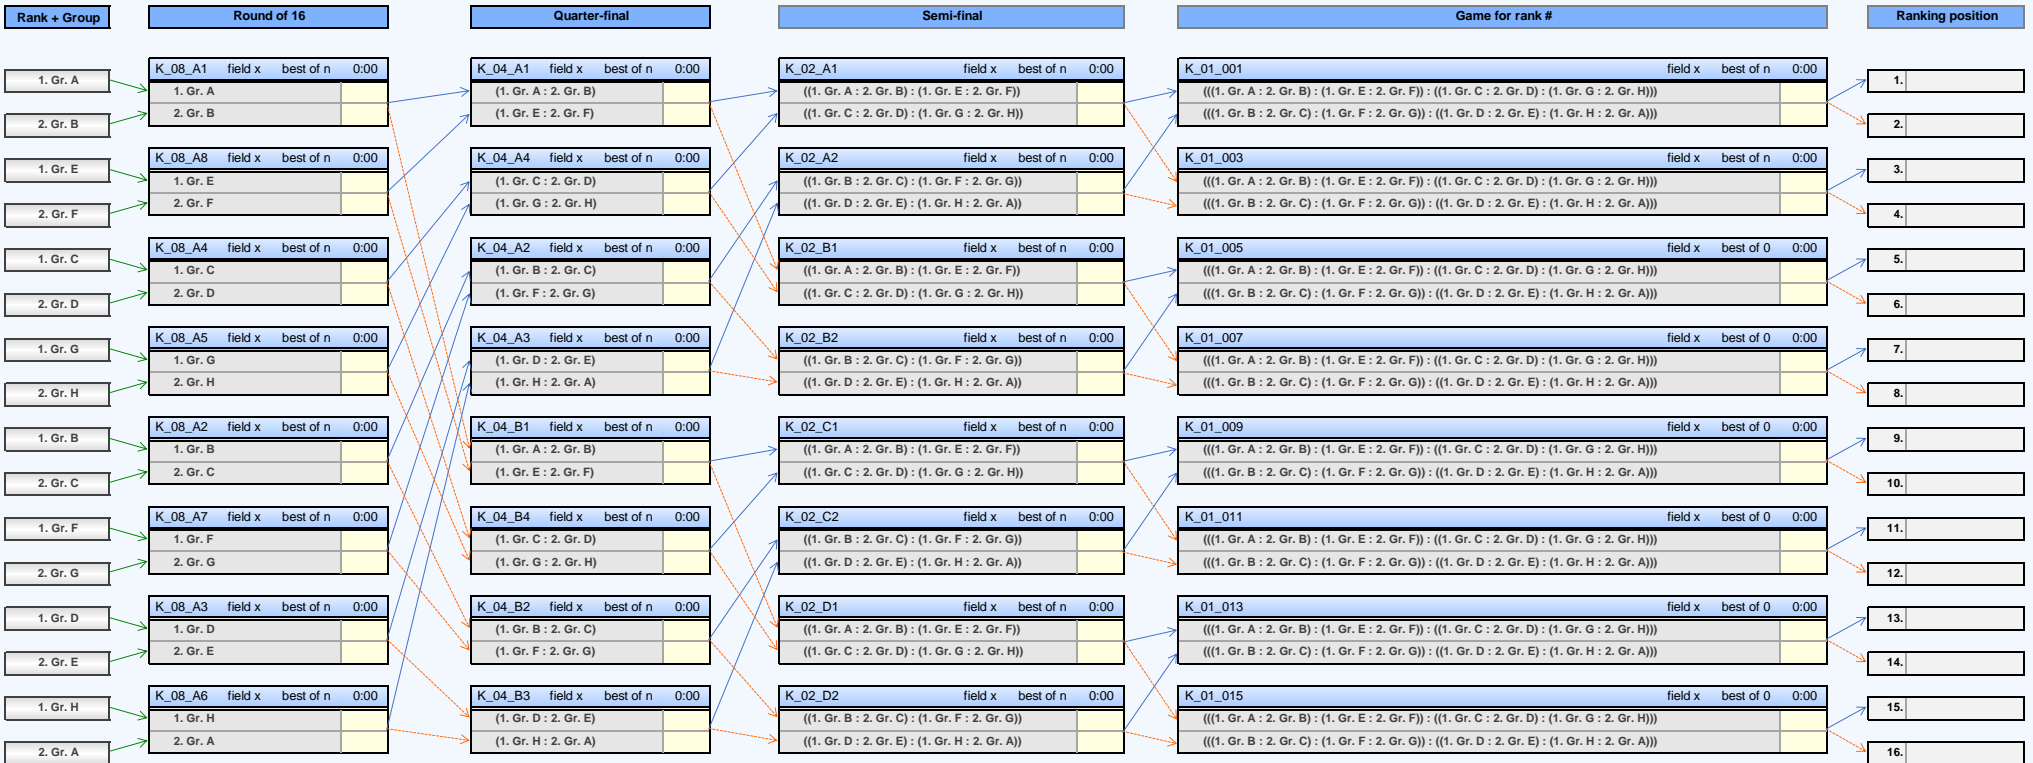 Rank + Group
Round of 16
Quarter-final
Semi-final
Game for rank #
Ranking position
1. Gr. A
2. Gr. B
1. Gr. E
2. Gr. F
1. Gr. C
2. Gr. D
1. Gr. G
2. Gr. H
1. Gr. B
2. Gr. C
1. Gr. F
2. Gr. G
1. Gr. D
2. Gr. E
1. Gr. H
2. Gr. A
K_08_A1 field x best of n 0:00
1. Gr. A
2. Gr. B
K_08_A8 field x best of n 0:00
1. Gr. E
2. Gr. F
K_08_A4 field x best of n 0:00
1. Gr. C
2. Gr. D
K_08_A5 field x best of n 0:00
1. Gr. G
2. Gr. H
K_08_A2 field x best of n 0:00
1. Gr. B
2. Gr. C
K_08_A7 field x best of n 0:00
1. Gr. F
2. Gr. G
K_08_A3 field x best of n 0:00
1. Gr. D
2. Gr. E
K_08_A6 field x best of n 0:00
1. Gr. H
2. Gr. A
K_04_A1 field x best of n 0:00
(1. Gr. A : 2. Gr. B)
(1. Gr. E : 2. Gr. F)
K_04_A4 field x best of n 0:00
(1. Gr. C : 2. Gr. D)
(1. Gr. G : 2. Gr. H)
K_04_A2 field x best of n 0:00
(1. Gr. B : 2. Gr. C)
(1. Gr. F : 2. Gr. G)
K_04_A3 field x best of n 0:00
(1. Gr. D : 2. Gr. E)
(1. Gr. H : 2. Gr. A)
K_04_B1 field x best of n 0:00
(1. Gr. A : 2. Gr. B)
(1. Gr. E : 2. Gr. F)
K_04_B4 field x best of n 0:00
(1. Gr. C : 2. Gr. D)
(1. Gr. G : 2. Gr. H)
K_04_B2 field x best of n 0:00
(1. Gr. B : 2. Gr. C)
(1. Gr. F : 2. Gr. G)
K_04_B3 field x best of n 0:00
(1. Gr. D : 2. Gr. E)
(1. Gr. H : 2. Gr. A)
K_02_A1 field x best of n 0:00
((1. Gr. A : 2. Gr. B) : (1. Gr. E : 2. Gr. F))
((1. Gr. C : 2. Gr. D) : (1. Gr. G : 2. Gr. H))
K_02_A2 field x best of n 0:00
((1. Gr. B : 2. Gr. C) : (1. Gr. F : 2. Gr. G))
((1. Gr. D : 2. Gr. E) : (1. Gr. H : 2. Gr. A))
K_02_B1 field x best of n 0:00
((1. Gr. A : 2. Gr. B) : (1. Gr. E : 2. Gr. F))
((1. Gr. C : 2. Gr. D) : (1. Gr. G : 2. Gr. H))
K_02_B2 field x best of n 0:00
((1. Gr. B : 2. Gr. C) : (1. Gr. F : 2. Gr. G))
((1. Gr. D : 2. Gr. E) : (1. Gr. H : 2. Gr. A))
K_02_C1 field x best of n 0:00
((1. Gr. A : 2. Gr. B) : (1. Gr. E : 2. Gr. F))
((1. Gr. C : 2. Gr. D) : (1. Gr. G : 2. Gr. H))
K_02_C2 field x best of n 0:00
((1. Gr. B : 2. Gr. C) : (1. Gr. F : 2. Gr. G))
((1. Gr. D : 2. Gr. E) : (1. Gr. H : 2. Gr. A))
K_02_D1 field x best of n 0:00
((1. Gr. A : 2. Gr. B) : (1. Gr. E : 2. Gr. F))
((1. Gr. C : 2. Gr. D) : (1. Gr. G : 2. Gr. H))
K_02_D2 field x best of n 0:00
((1. Gr. B : 2. Gr. C) : (1. Gr. F : 2. Gr. G))
((1. Gr. D : 2. Gr. E) : (1. Gr. H : 2. Gr. A))
K_01_001 field x best of n 0:00
(((1. Gr. A : 2. Gr. B) : (1. Gr. E : 2. Gr. F)) : ((1. Gr. C : 2. Gr. D) : (1. Gr. G : 2. Gr. H)))
(((1. Gr. B : 2. Gr. C) : (1. Gr. F : 2. Gr. G)) : ((1. Gr. D : 2. Gr. E) : (1. Gr. H : 2. Gr. A)))
K_01_003 field x best of n 0:00
(((1. Gr. A : 2. Gr. B) : (1. Gr. E : 2. Gr. F)) : ((1. Gr. C : 2. Gr. D) : (1. Gr. G : 2. Gr. H)))
(((1. Gr. B : 2. Gr. C) : (1. Gr. F : 2. Gr. G)) : ((1. Gr. D : 2. Gr. E) : (1. Gr. H : 2. Gr. A)))
K_01_005 field x best of 0 0:00
(((1. Gr. A : 2. Gr. B) : (1. Gr. E : 2. Gr. F)) : ((1. Gr. C : 2. Gr. D) : (1. Gr. G : 2. Gr. H)))
(((1. Gr. B : 2. Gr. C) : (1. Gr. F : 2. Gr. G)) : ((1. Gr. D : 2. Gr. E) : (1. Gr. H : 2. Gr. A)))
K_01_007 field x best of 0 0:00
(((1. Gr. A : 2. Gr. B) : (1. Gr. E : 2. Gr. F)) : ((1. Gr. C : 2. Gr. D) : (1. Gr. G : 2. Gr. H)))
(((1. Gr. B : 2. Gr. C) : (1. Gr. F : 2. Gr. G)) : ((1. Gr. D : 2. Gr. E) : (1. Gr. H : 2. Gr. A)))
K_01_009 field x best of 0 0:00
(((1. Gr. A : 2. Gr. B) : (1. Gr. E : 2. Gr. F)) : ((1. Gr. C : 2. Gr. D) : (1. Gr. G : 2. Gr. H)))
(((1. Gr. B : 2. Gr. C) : (1. Gr. F : 2. Gr. G)) : ((1. Gr. D : 2. Gr. E) : (1. Gr. H : 2. Gr. A)))
K_01_011 field x best of 0 0:00
(((1. Gr. A : 2. Gr. B) : (1. Gr. E : 2. Gr. F)) : ((1. Gr. C : 2. Gr. D) : (1. Gr. G : 2. Gr. H)))
(((1. Gr. B : 2. Gr. C) : (1. Gr. F : 2. Gr. G)) : ((1. Gr. D : 2. Gr. E) : (1. Gr. H : 2. Gr. A)))
K_01_013 field x best of 0 0:00
(((1. Gr. A : 2. Gr. B) : (1. Gr. E : 2. Gr. F)) : ((1. Gr. C : 2. Gr. D) : (1. Gr. G : 2. Gr. H)))
(((1. Gr. B : 2. Gr. C) : (1. Gr. F : 2. Gr. G)) : ((1. Gr. D : 2. Gr. E) : (1. Gr. H : 2. Gr. A)))
K_01_015 field x best of 0 0:00
(((1. Gr. A : 2. Gr. B) : (1. Gr. E : 2. Gr. F)) : ((1. Gr. C : 2. Gr. D) : (1. Gr. G : 2. Gr. H)))
(((1. Gr. B : 2. Gr. C) : (1. Gr. F : 2. Gr. G)) : ((1. Gr. D : 2. Gr. E) : (1. Gr. H : 2. Gr. A)))
1.
2.
3.
4.
5.
6.
7.
8.
9.
10.
11.
12.
13.
14.
15.
16.